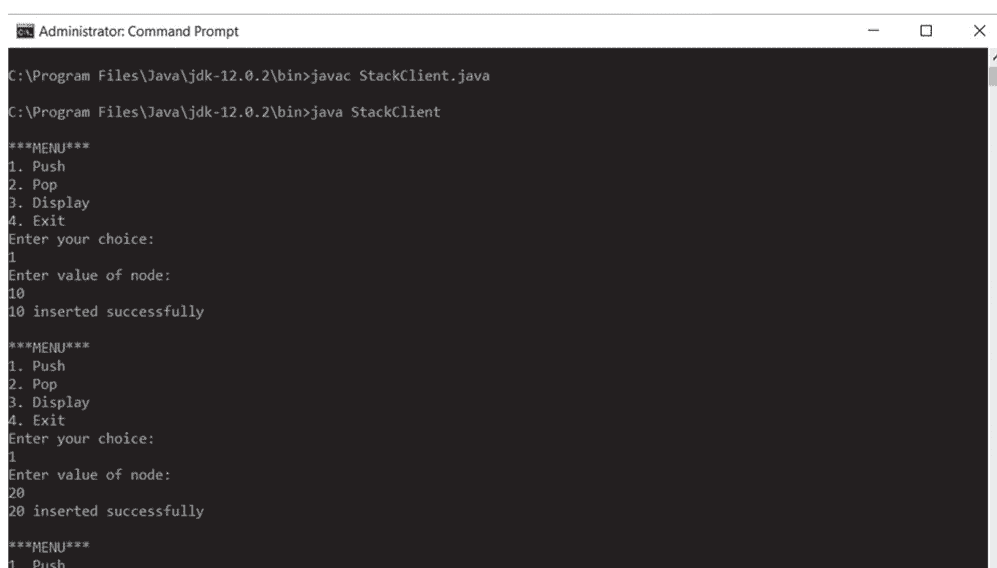 Administrator: Command Prompt
C:\Program Files\Java\jdk-12.0.2\bin>javac StackClient.java
C:\Program Files\Java\jdk-12.0.2\bin>java StackClient
***MENU***
1. Push
2. Pop
3. Display
4. Exit
Enter your choice:
1
Enter value of node:
10
10 inserted successfully
***MENU***
1. Push
2. Pop
3. Display
4. Exit
Enter your choice:
1
Enter value of node:
20
20 inserted successfully
***MENU***
1. Push